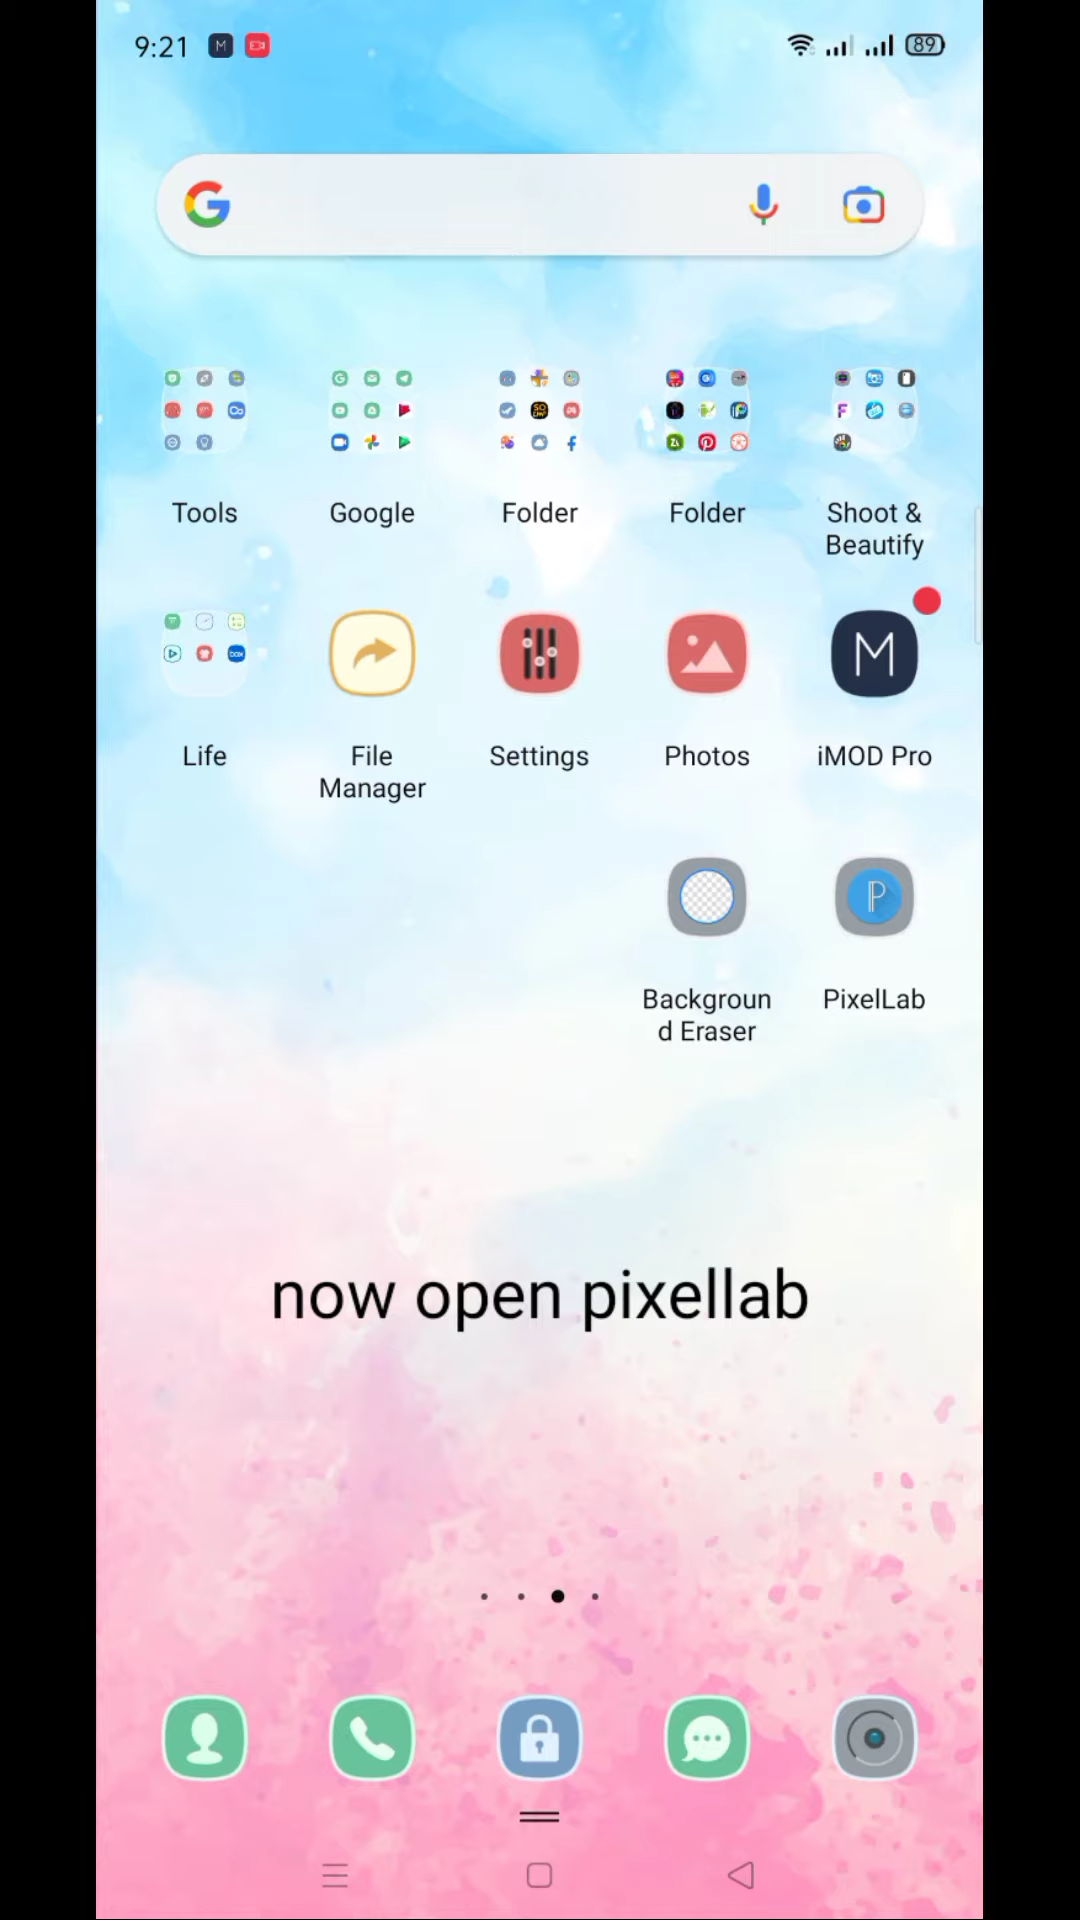 9:21 M 89
G
Tools Google Folder Folder Shoot &
Beautify
Life File
Manager Settings Photos iMOD Pro
M
Backgroun
d Eraser PixelLab
P
now open pixellab